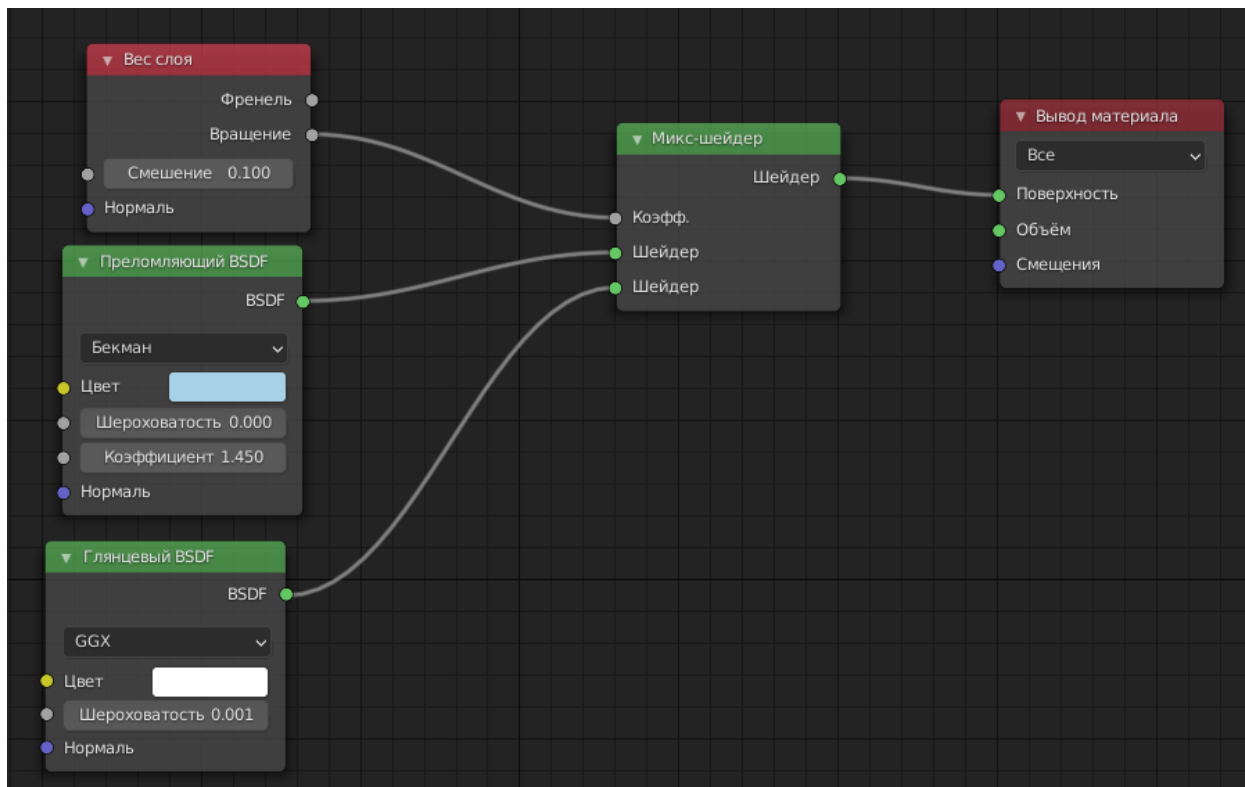 Вес слоя
Френель
Вращение
Смешение 0.100
Нормаль
Преломляющий BSDF
BSDF
Бекман
Цвет
Шероховатость 0.000
Коэффициент 1.450
Нормаль
Глянцевый BSDF
BSDF
GGX
Цвет
Шероховатость 0.001
Нормаль
Микс-шейдер
Шейдер
Коэфф.
Шейдер
Шейдер
Вывод материала
Все
Поверхность
Объём
Смещения